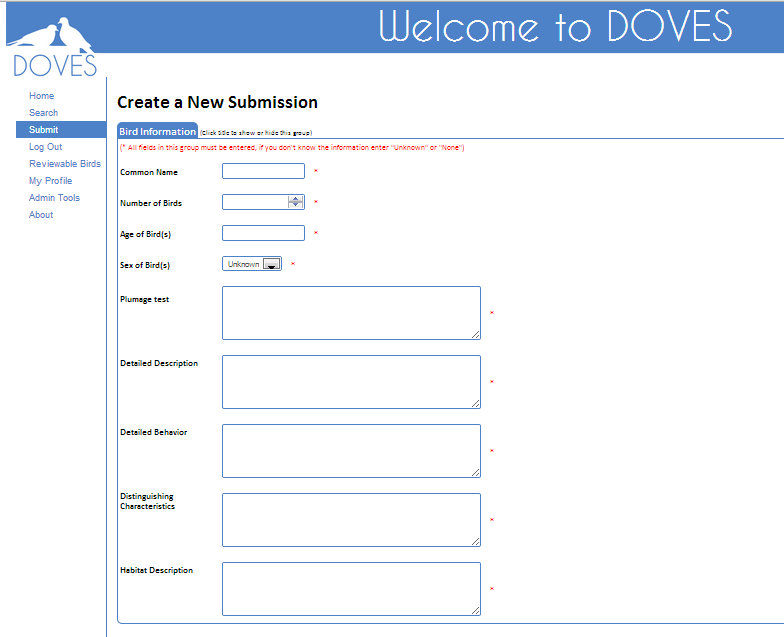 Welcome to DOVES
DOVES
Home
Search
Submit
Log Out
Reviewable Birds
My Profile
Admin Tools
About
Create a New Submission
Bird Information (Click title to show or hide this group)
(* All fields in this group must be entered, if you don't know the information enter "Unknown" or "None")
Common Name *
Number of Birds *
Age of Bird(s) *
Sex of Bird(s) Unknown *
Plumage test *
Detailed Description *
Detailed Behavior *
Distinguishing
Characteristics *
Habitat Description *